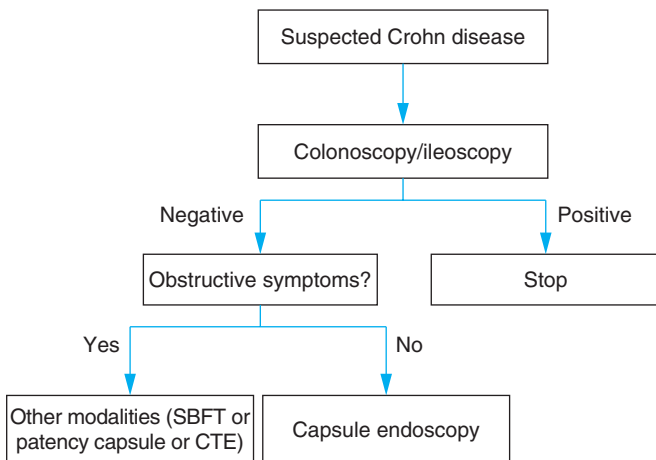 Suspected Crohn disease
Colonoscopy/ileoscopy
Negative
Positive
Obstructive symptoms?
Stop
Yes
No
Other modalities (SBFT or
patency capsule or CTE)
Capsule endoscopy